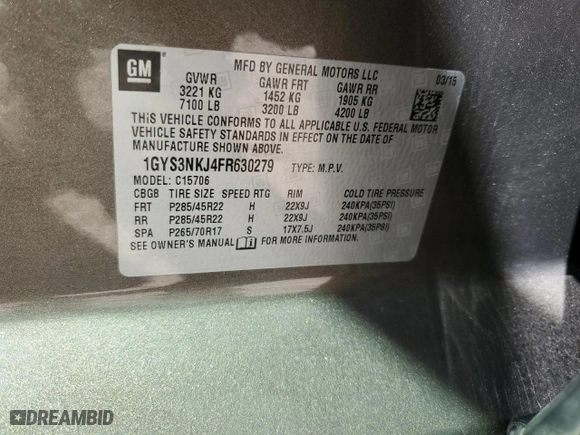 GM
MFD BY GENERAL MOTORS LLC
03/15
GVWR GAWR FRT GAWR RR
3221 KG 1452 KG 1905 KG
7100 LB 3200 LB 4200 LB
THIS VEHICLE CONFORMS TO ALL APPLICABLE U.S. FEDERAL MOTOR
VEHICLE SAFETY STANDARDS IN EFFECT ON THE DATE OF
MANUFACTURE SHOWN ABOVE.
1GYS3NKJ4FR630279 TYPE: M.P.V.
MODEL: C15706
CBG8 TIRE SIZE SPEED RTG RIM COLD TIRE PRESSURE
FRT P285/45R22 H 22X9J 240KPA(35PSI)
RR P285/45R22 H 22X9J 240KPA(35PSI)
SPA P265/70R17 S 17X7.5J 240KPA(35PSI)
SEE OWNER'S MANUAL FOR MORE INFORMATION.
DREAMBID